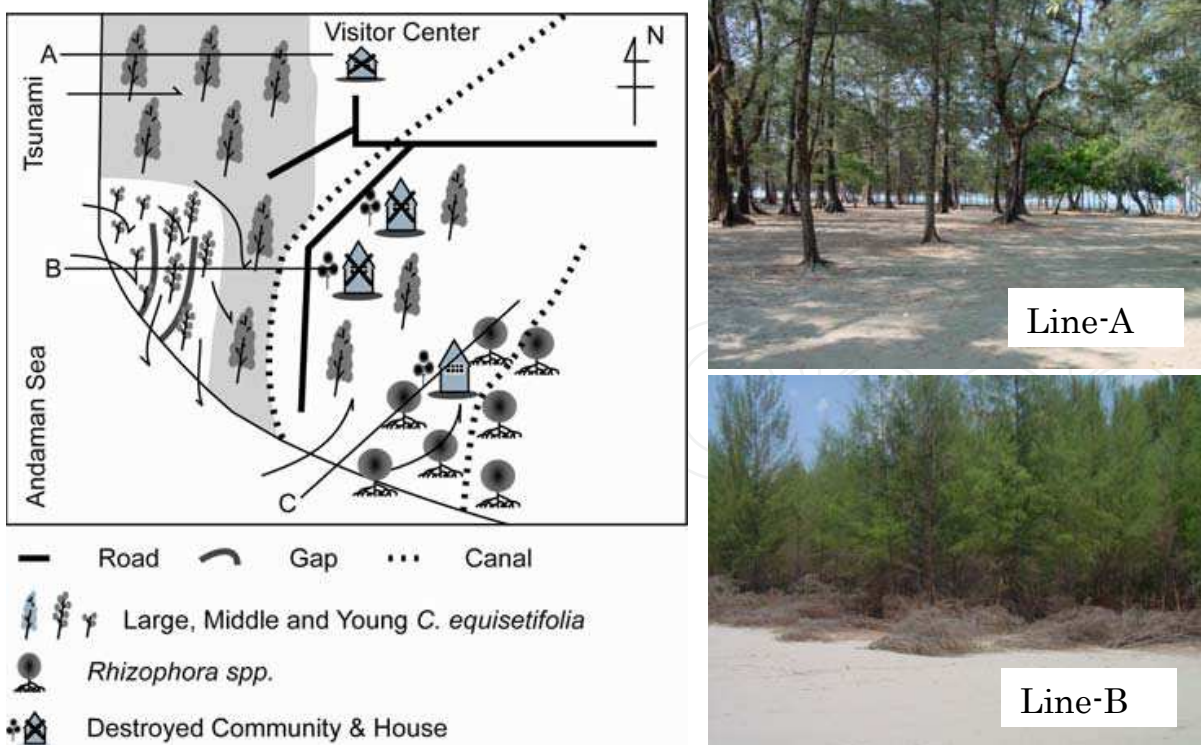 A
Visitor Center
N
Tsunami
B
Andaman Sea
C
Road
Gap
Canal
Large, Middle and Young C. equisetifolia
Rhizophora spp.
Destroyed Community & House
Line-A
Line-B